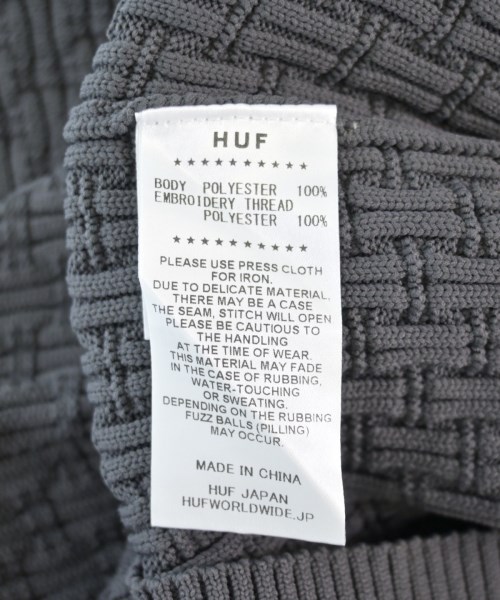 HUF
★★★★★★★★★★
BODY POLYESTER 100%
EMBROIDERY THREAD
POLYESTER 100%
★★★★★★★★★★
PLEASE USE PRESS CLOTH
FOR IRON.
DUE TO DELICATE MATERIAL.
THERE MAY BE A CASE
THE SEAM, STITCH WILL OPEN
PLEASE BE CAUTIOUS TO
THE HANDLING
AT THE TIME OF WEAR.
THIS MATERIAL MAY FADE
IN THE CASE OF RUBBING,
WATER-TOUCHING
OR SWEATING.
DEPENDING ON THE RUBBING
FUZZ BALLS (PILLING)
MAY OCCUR.
MADE IN CHINA
HUF JAPAN
HUFWORLDWIDE.JP